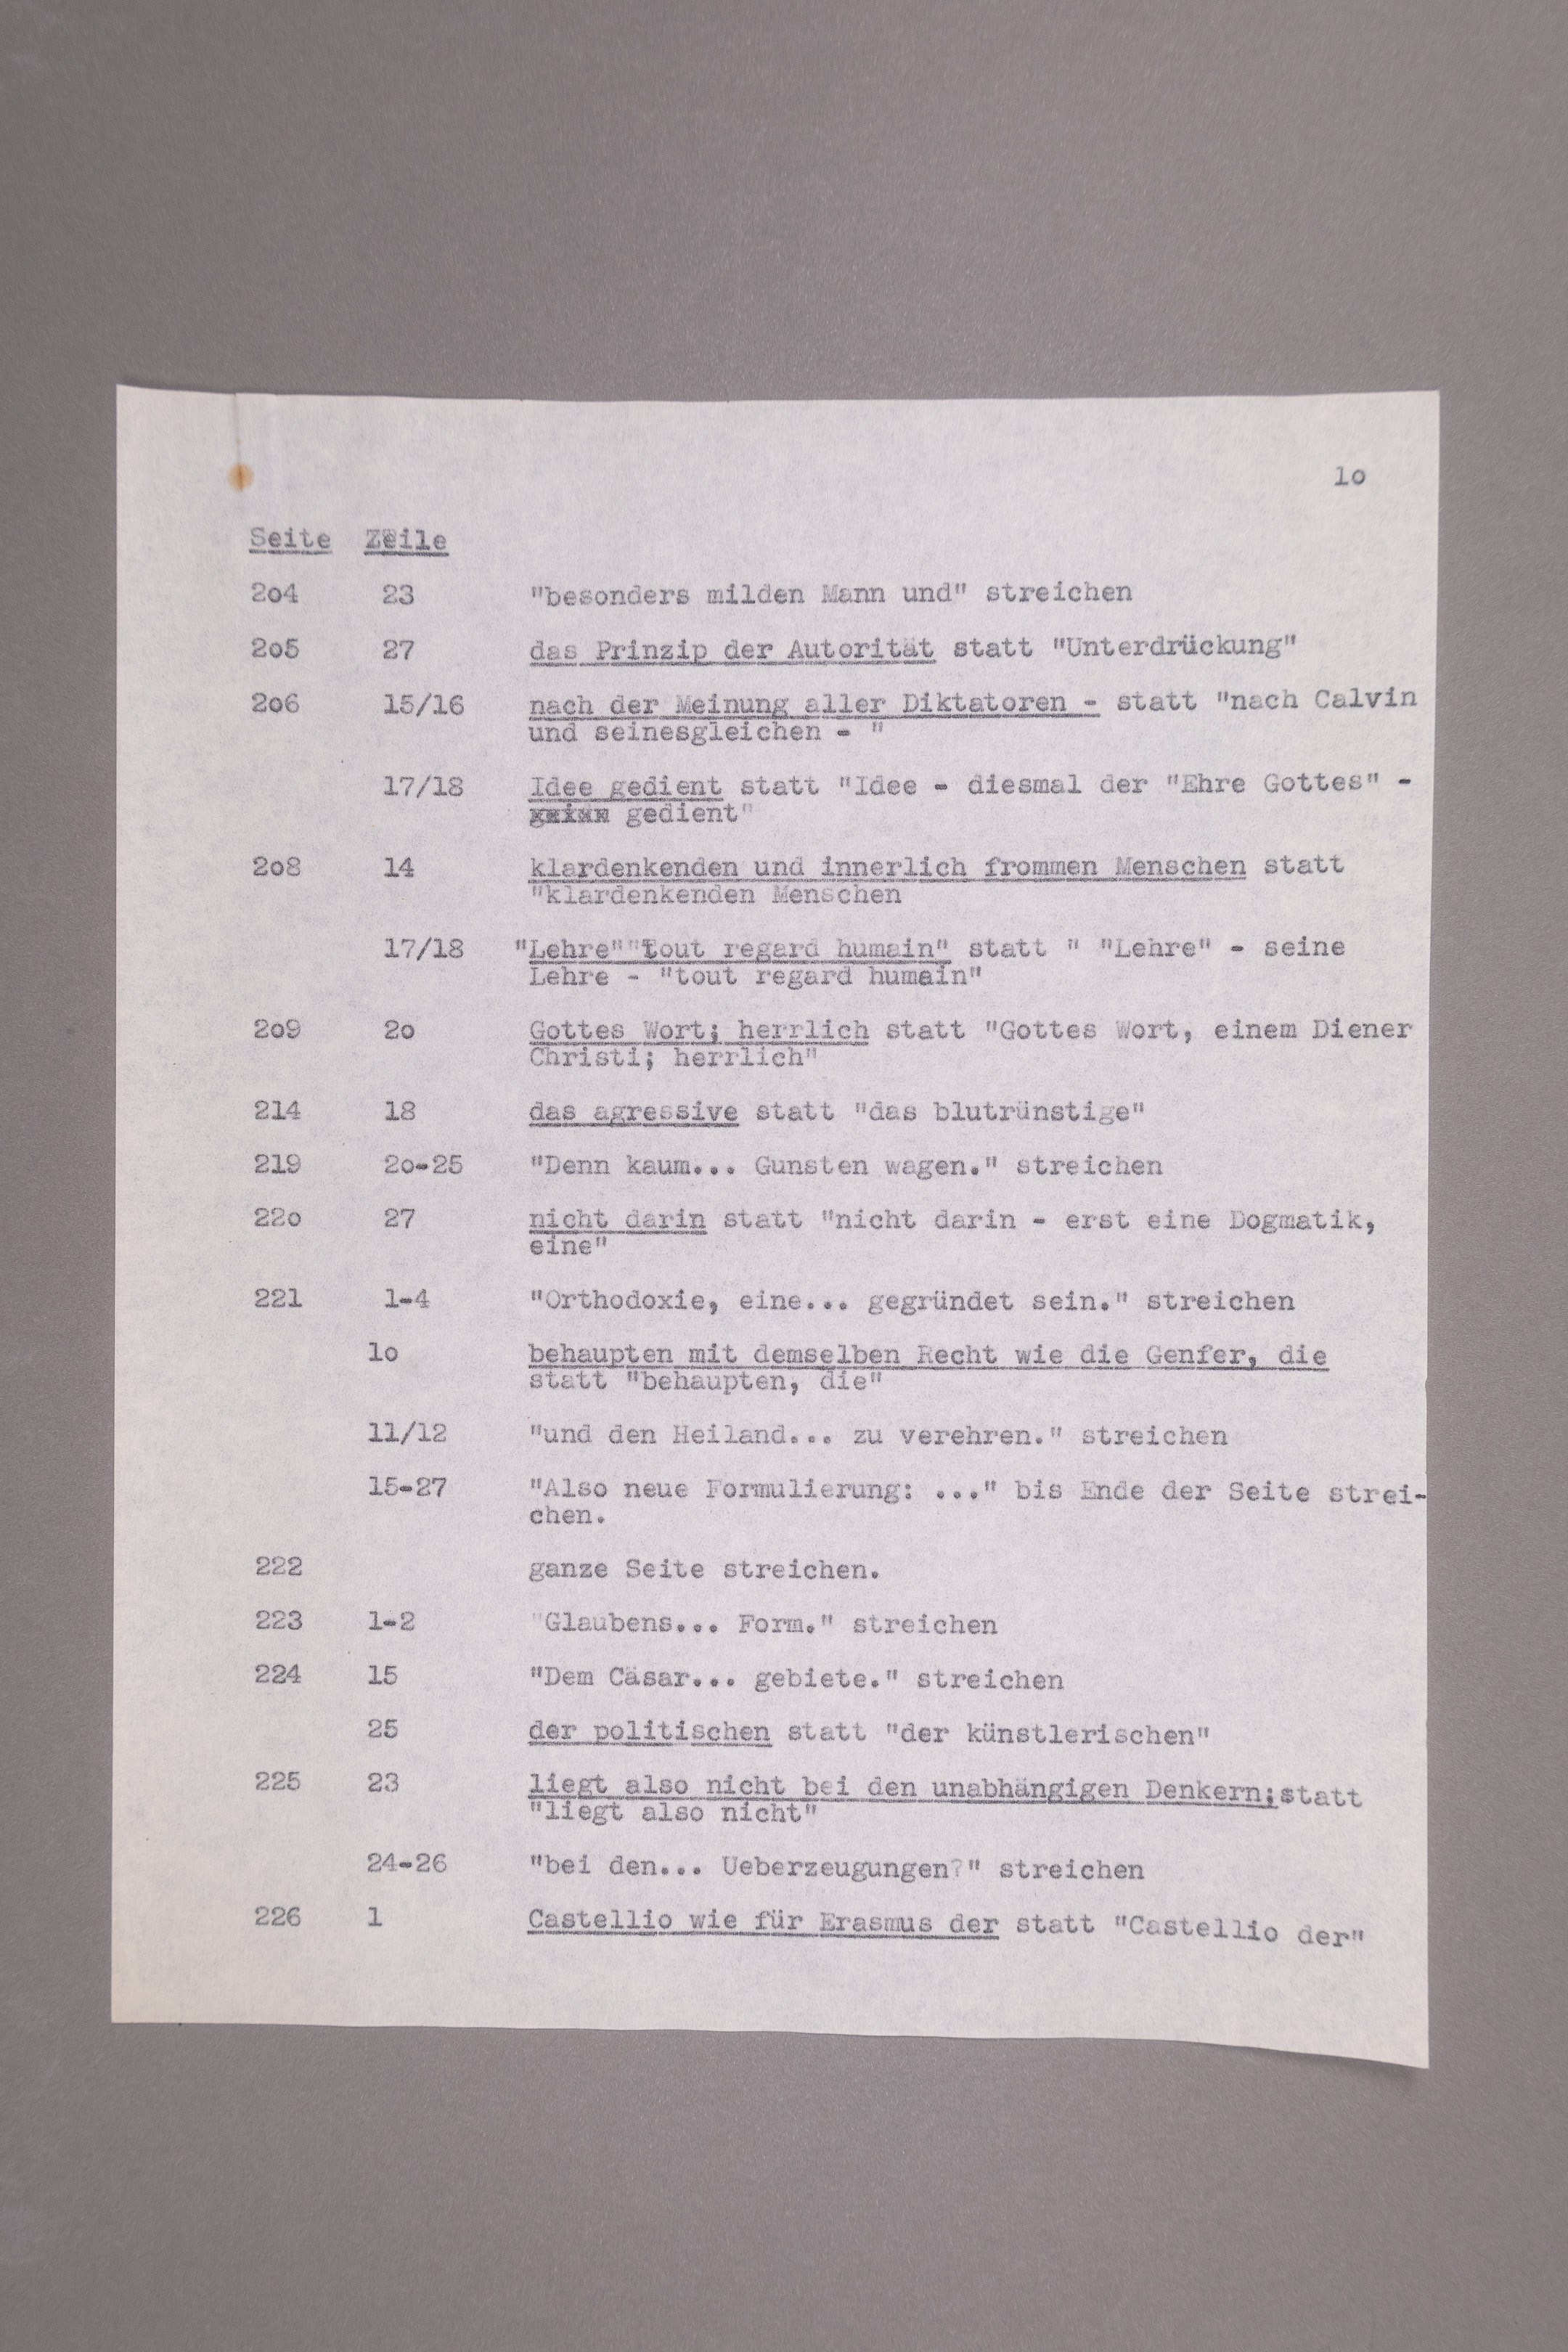 lo
Seite Zeile
2o4 23 "besonders milden Mann und" streichen
2o5 27 das Prinzip der Autorität statt "Unterdrückung"
2o6 15/16 nach der Meinung aller Diktatoren - statt "nach Calvin
und seinesgleichen - "
17/18 Idee gedient statt "Idee - diesmal der "Ehre Gottes" -
gedient"
2o8 14 klardenkenden und innerlich frommen Menschen statt
"klardenkenden Menschen
17/18 "Lehre""tout regard humain" statt " "Lehre" - seine
Lehre - "tout regard humain"
2o9 2o Gottes Wort; herrlich statt "Gottes Wort, einem Diener
Christi; herrlich"
214 18 das agressive statt "das blutrünstige"
219 2o-25 "Denn kaum... Gunsten wagen." streichen
22o 27 nicht darin statt "nicht darin - erst eine Dogmatik,
eine"
221 1-4 "Orthodoxie, eine... gegründet sein." streichen
lo behaupten mit demselben Recht wie die Genfer, die
statt "behaupten, die"
11/12 "und den Heiland... zu verehren." streichen
15-27 "Also neue Formulierung: ..." bis Ende der Seite strei-
chen.
222 ganze Seite streichen.
223 1-2 "Glaubens... Form." streichen
224 15 "Dem Cäsar... gebiete." streichen
25 der politischen statt "der künstlerischen"
225 23 liegt also nicht bei den unabhängigen Denkern;statt
"liegt also nicht"
24-26 "bei den... Ueberzeugungen?" streichen
226 1 Castellio wie für Erasmus der statt "Castellio der"